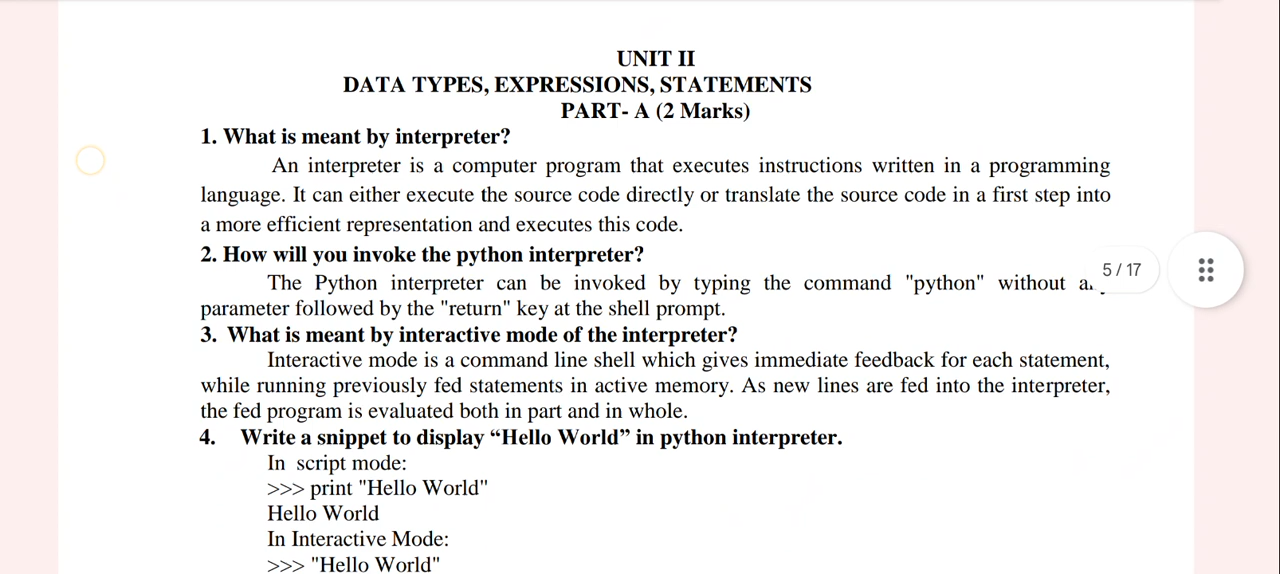 UNIT II
DATA TYPES, EXPRESSIONS, STATEMENTS
PART- A (2 Marks)
1. What is meant by interpreter?
An interpreter is a computer program that executes instructions written in a programming
language. It can either execute the source code directly or translate the source code in a first step into
a more efficient representation and executes this code.
2. How will you invoke the python interpreter?
The Python interpreter can be invoked by typing the command "python" without
5 / 17
parameter followed by the "return" key at the shell prompt.
3. What is meant by interactive mode of the interpreter?
Interactive mode is a command line shell which gives immediate feedback for each statement,
while running previously fed statements in active memory. As new lines are fed into the interpreter,
the fed program is evaluated both in part and in whole.
4. Write a snippet to display “Hello World” in python interpreter.
In script mode:
>>> print "Hello World"
Hello World
In Interactive Mode:
>>> "Hello World"